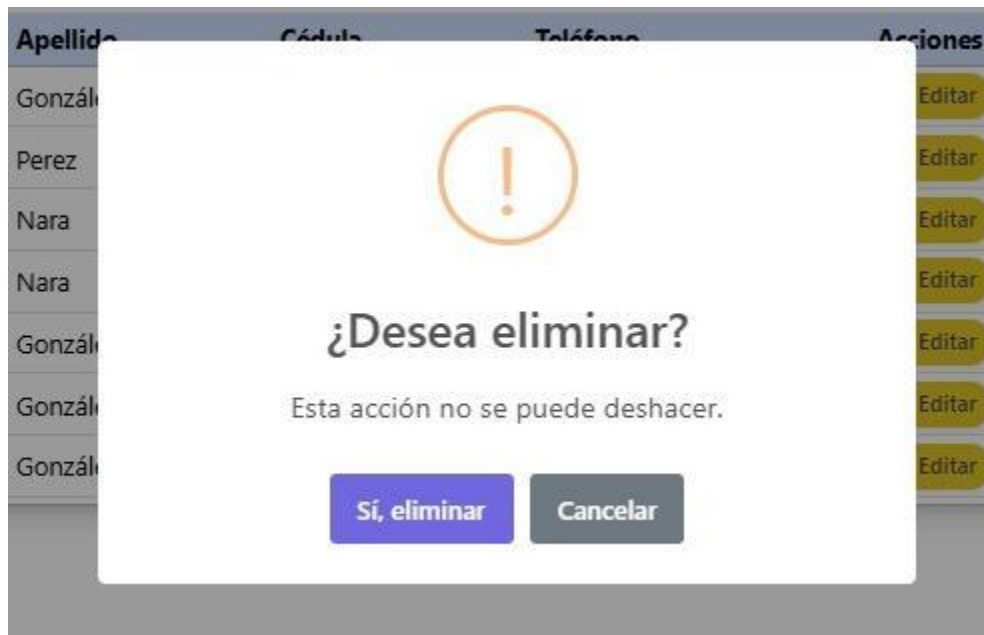 Apellido Cédula Teléfono Acciones
Editar
Perez Editar
Nara Editar
Nara Editar
Editar
Editar
Editar
!
¿Desea eliminar?
Esta acción no se puede deshacer.
Sí, eliminar Cancelar